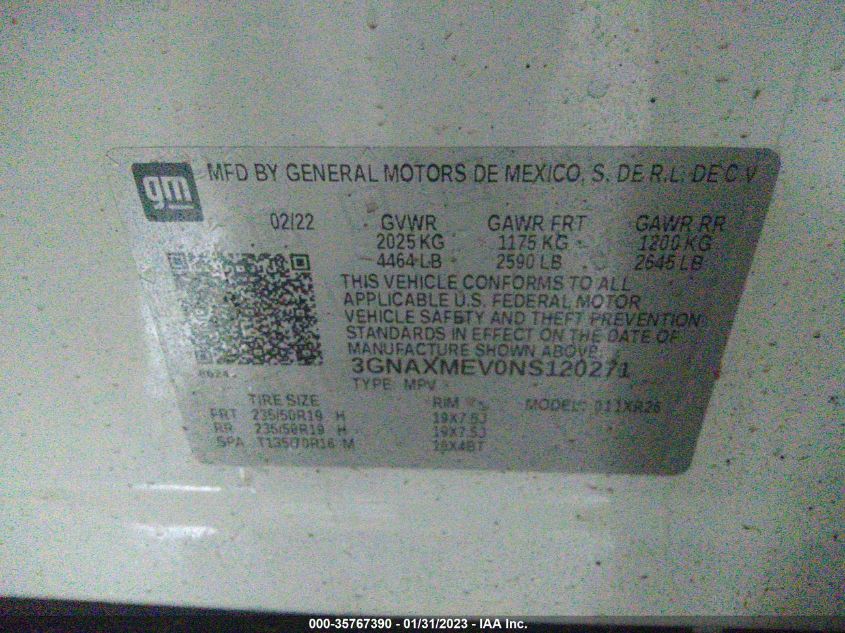 gm
MFD BY GENERAL MOTORS DE MEXICO, S. DE R.L. DE C.V
02/22 GVWR GAWR FRT GAWR RR
2025 KG 1175 KG 1200 KG
4464 LB 2590 LB 2645 LB
THIS VEHICLE CONFORMS TO ALL
APPLICABLE U.S. FEDERAL MOTOR
VEHICLE SAFETY AND THEFT PREVENTION
STANDARDS IN EFFECT ON THE DATE OF
MANUFACTURE SHOWN ABOVE.
3GNAXMEV0NS120271
TYPE: MPV MODEL: 1XR26
TIRE SIZE RIM
FRT 235/50R19 H 19X7.5J
RR 235/50R19 H 19X7.5J
SPA T135/70R16 M 16X4BT
000-35767390 - 01/31/2023 - IAA Inc.